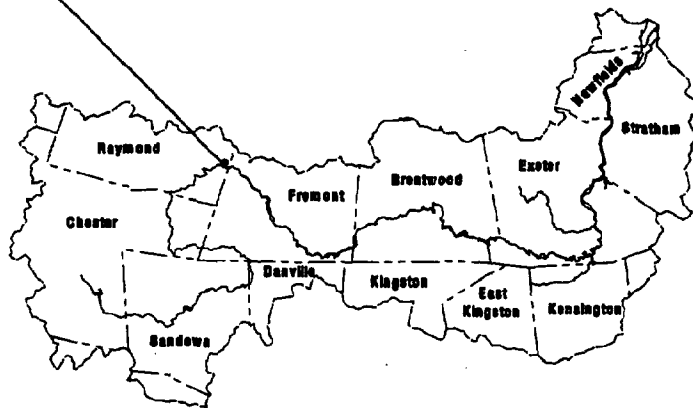 Newfields
Stratham
Raymond
Fremont
Brentwood
Exeter
Chester
Danville
Kingston
East
Kingston
Kensington
Sandown